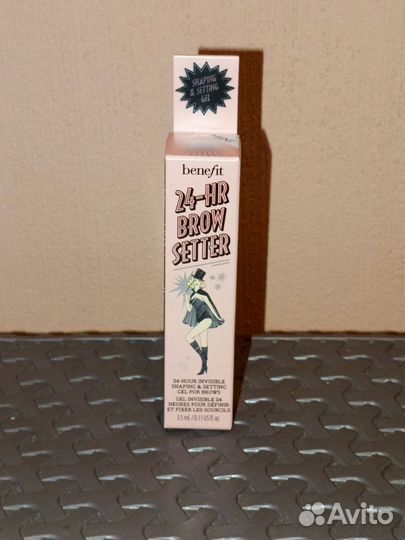 SHAPING
& SETTING
GEL
benefit
24-HR
BROW
SETTER
24-HOUR INVISIBLE
SHAPING & SETTING
GEL FOR BROWS
GEL INVISIBLE 24
HEURES POUR DÉFINIR
ET FIXER LES SOURCILS
3.5 mL / 0.11 US fl. oz.
Avito